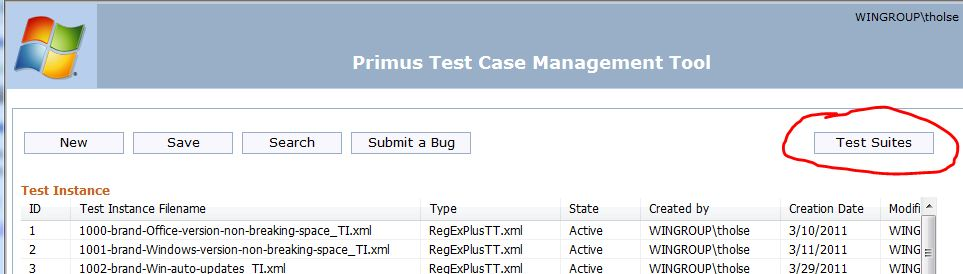 WINGROUP\tholse
Primus Test Case Management Tool
New Save Search Submit a Bug Test Suites
Test Instance
ID Test Instance Filename Type State Created by Creation Date Modifi
1 1000-brand-Office-version-non-breaking-space_TI.xml RegExPlusTT.xml Active WINGROUP\tholse 3/10/2011 WING
2 1001-brand-Windows-version-non-breaking-space_TI.xml RegExPlusTT.xml Active WINGROUP\tholse 3/11/2011 WING
3 1002-brand-Win-auto-updates_TI.xml RegExPlusTT.xml Active WINGROUP\tholse 3/29/2011 WING